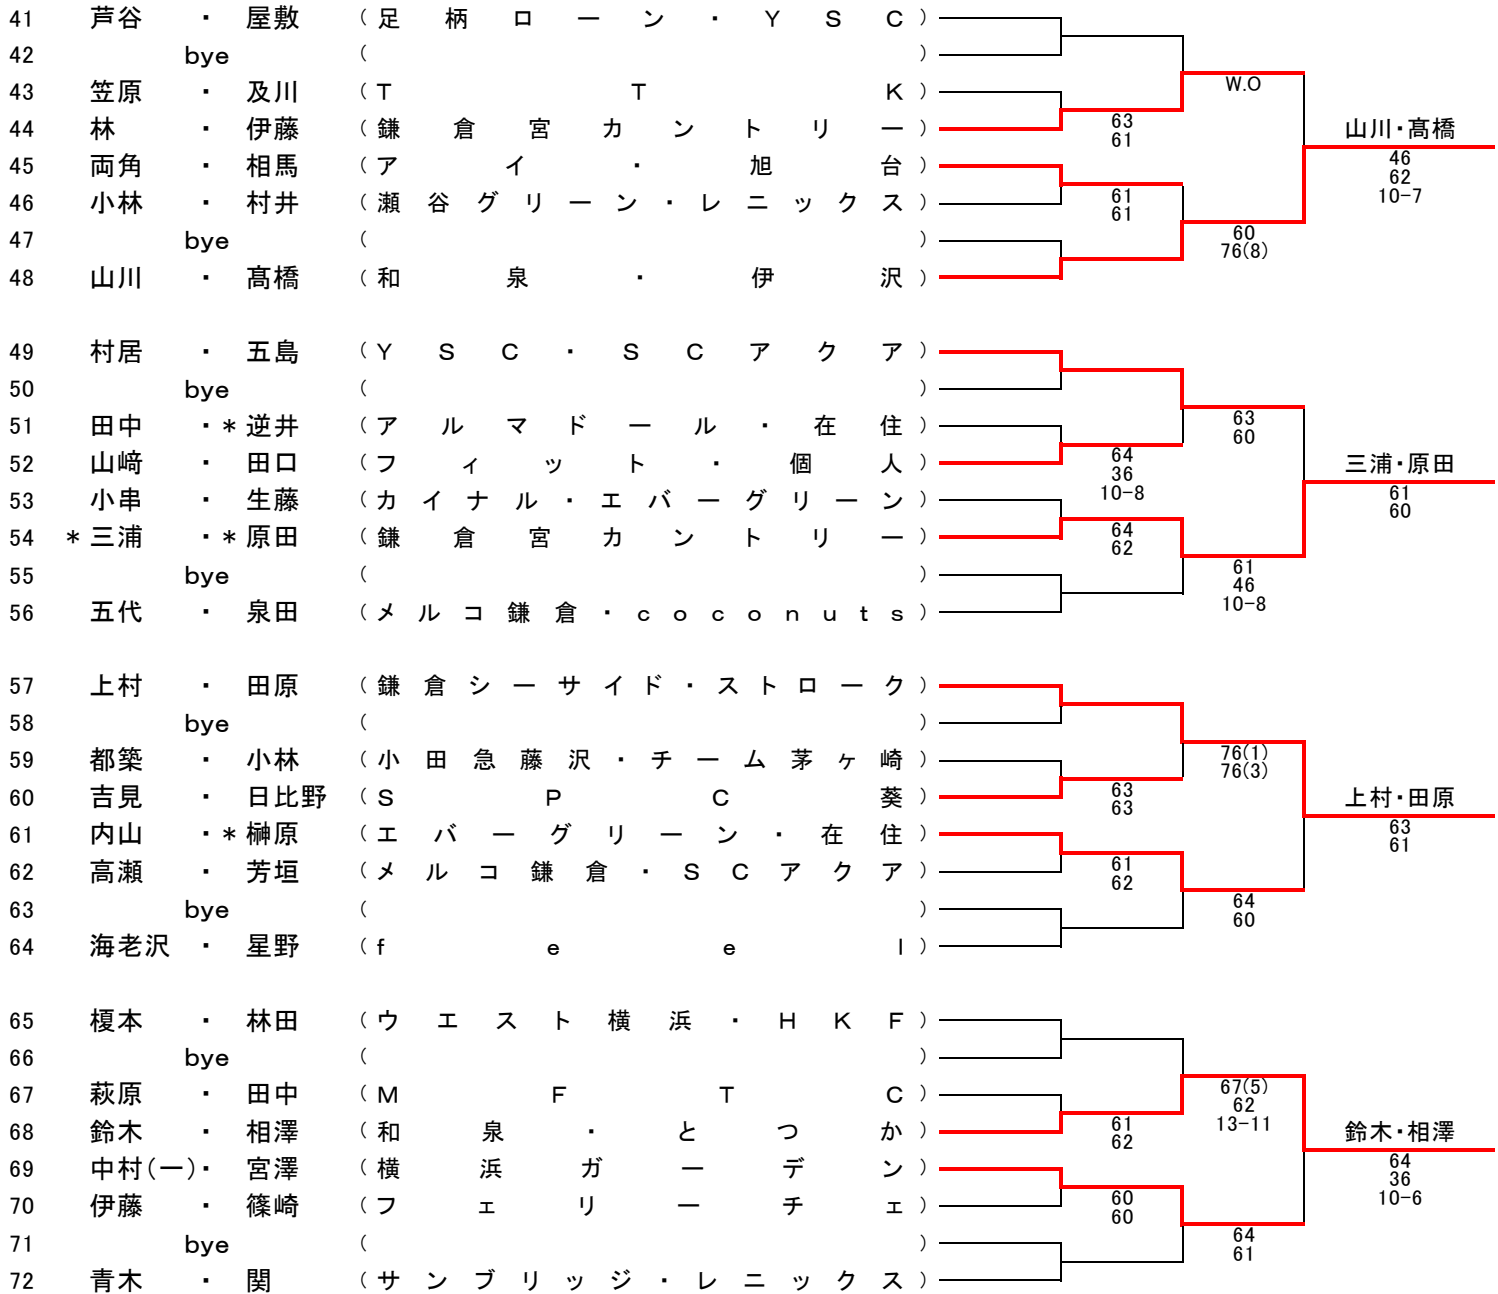 41 芦谷 ・ 屋敷 (足柄ローン・YSC)
42 bye ( )
W.O
43 笠原 ・ 及川 (TTK)
63
44 林 ・ 伊藤 (鎌倉宮カントリー) 山川・髙橋
61
46
45 両角 ・ 相馬 (アイ・旭台)
62
61
10-7
46 小林 ・ 村井 (瀬谷グリーン・レニックス)
61
60
47 bye ( )
76(8)
48 山川 ・ 髙橋 (和泉・伊沢)
49 村居 ・ 五島 (YSC・SCアクア)
50 bye ( )
63
51 田中 ・* 逆井 (アルマドール・在住)
60
64
52 山﨑 ・ 田口 (フィット・個人) 三浦・原田
36
61
10-8
53 小串 ・ 生藤 (カイナル・エバーグリーン)
60
64
54 * 三浦 ・* 原田 (鎌倉宮カントリー)
62
61
55 bye ( )
46
10-8
56 五代 ・ 泉田 (メルコ鎌倉・coconuts)
57 上村 ・ 田原 (鎌倉シーサイド・ストローク)
58 bye ( )
76(1)
59 都築 ・ 小林 (小田急藤沢・チーム茅ヶ崎)
76(3)
63
60 吉見 ・ 日比野 (SPC葵) 上村・田原
63
63
61 内山 ・* 榊原 (エバーグリーン・在住)
61
61
62 高瀬 ・ 芳垣 (メルコ鎌倉・SCアクア)
62
64
63 bye ( )
60
64 海老沢 ・ 星野 (feel)
65 榎本 ・ 林田 (ウエスト横浜・HKF)
66 bye ( )
67(5)
67 萩原 ・ 田中 (MFTC)
62
13-11
61
68 鈴木 ・ 相澤 (和泉・とつか) 鈴木・相澤
62
64
69 中村(一)・ 宮澤 (横浜ガーデン)
36
60
10-6
70 伊藤 ・ 篠崎 (フェリーチェ)
60
64
71 bye ( )
61
72 青木 ・ 関 (サンブリッジ・レニックス)